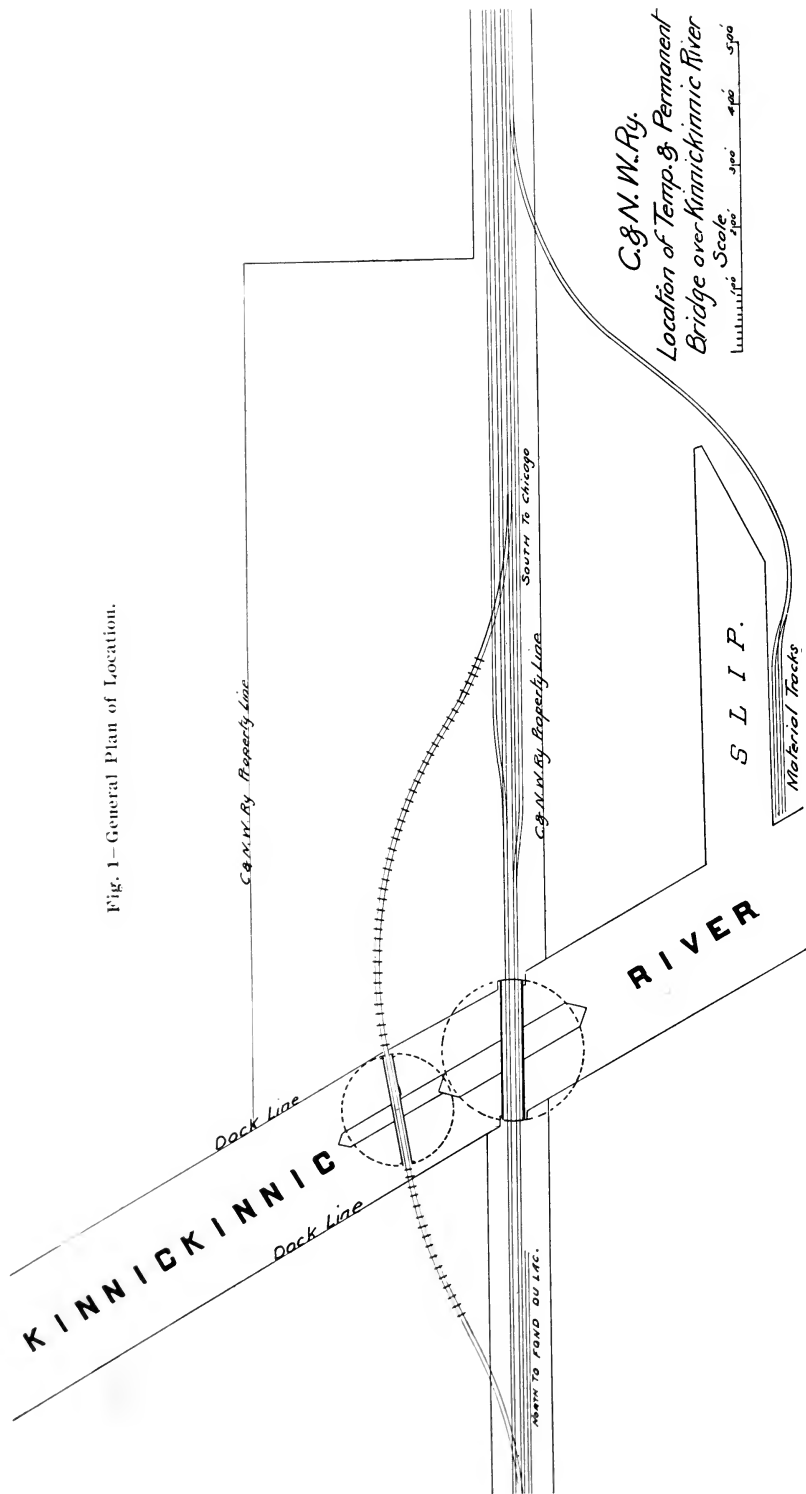 Fig. 1—General Plan of Location.
C. & N. W. Ry.
Location of Temp. & Permanent
Bridge over Kinnickinnic River
Scale
100' 200' 300' 400' 500'
C & N. W. Ry Property Line
SOUTH TO Chicago
C & N. W Ry Property Line
SLIP.
Material Tracks
KINNICKINNIC
RIVER
Dock Line
Dock Line
NORTH TO FOND DU LAC.